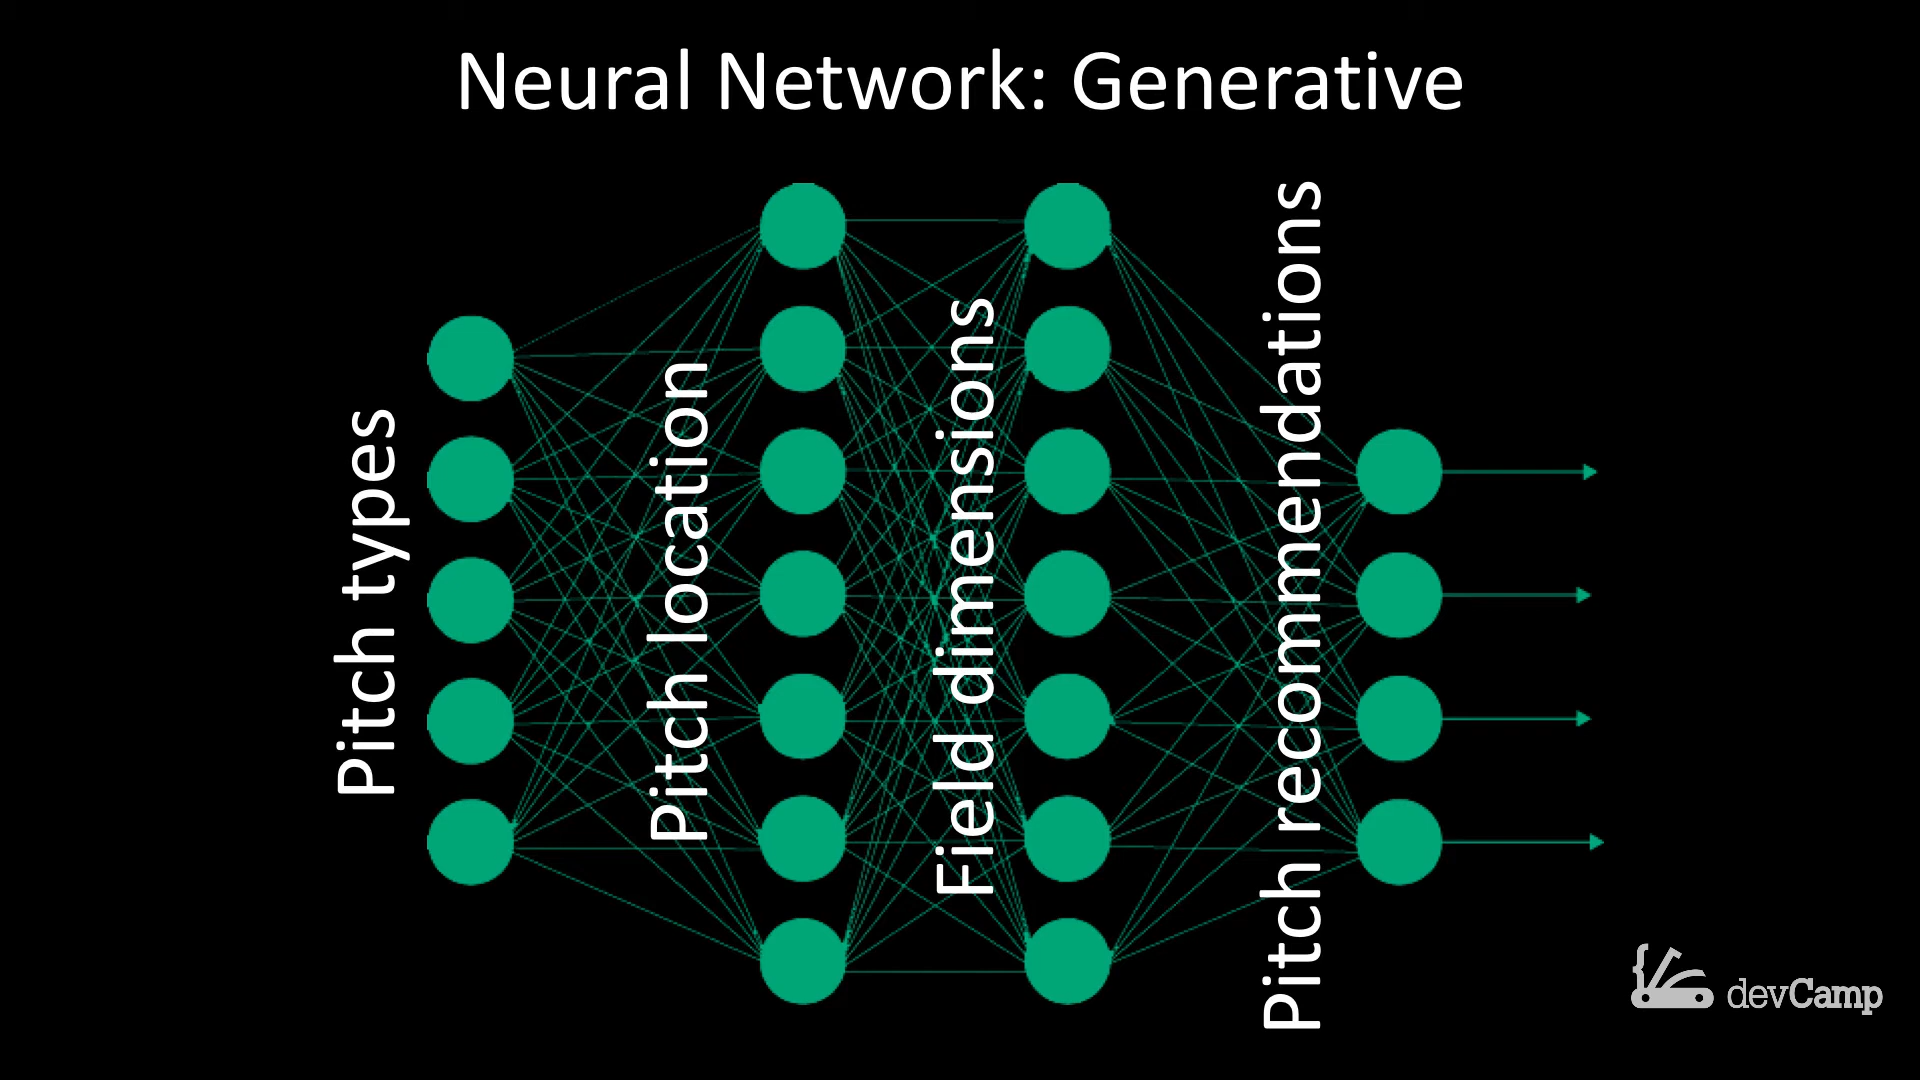 Neural Network: Generative
Pitch types
Pitch location
Field dimensions
Pitch recommendations
devCamp